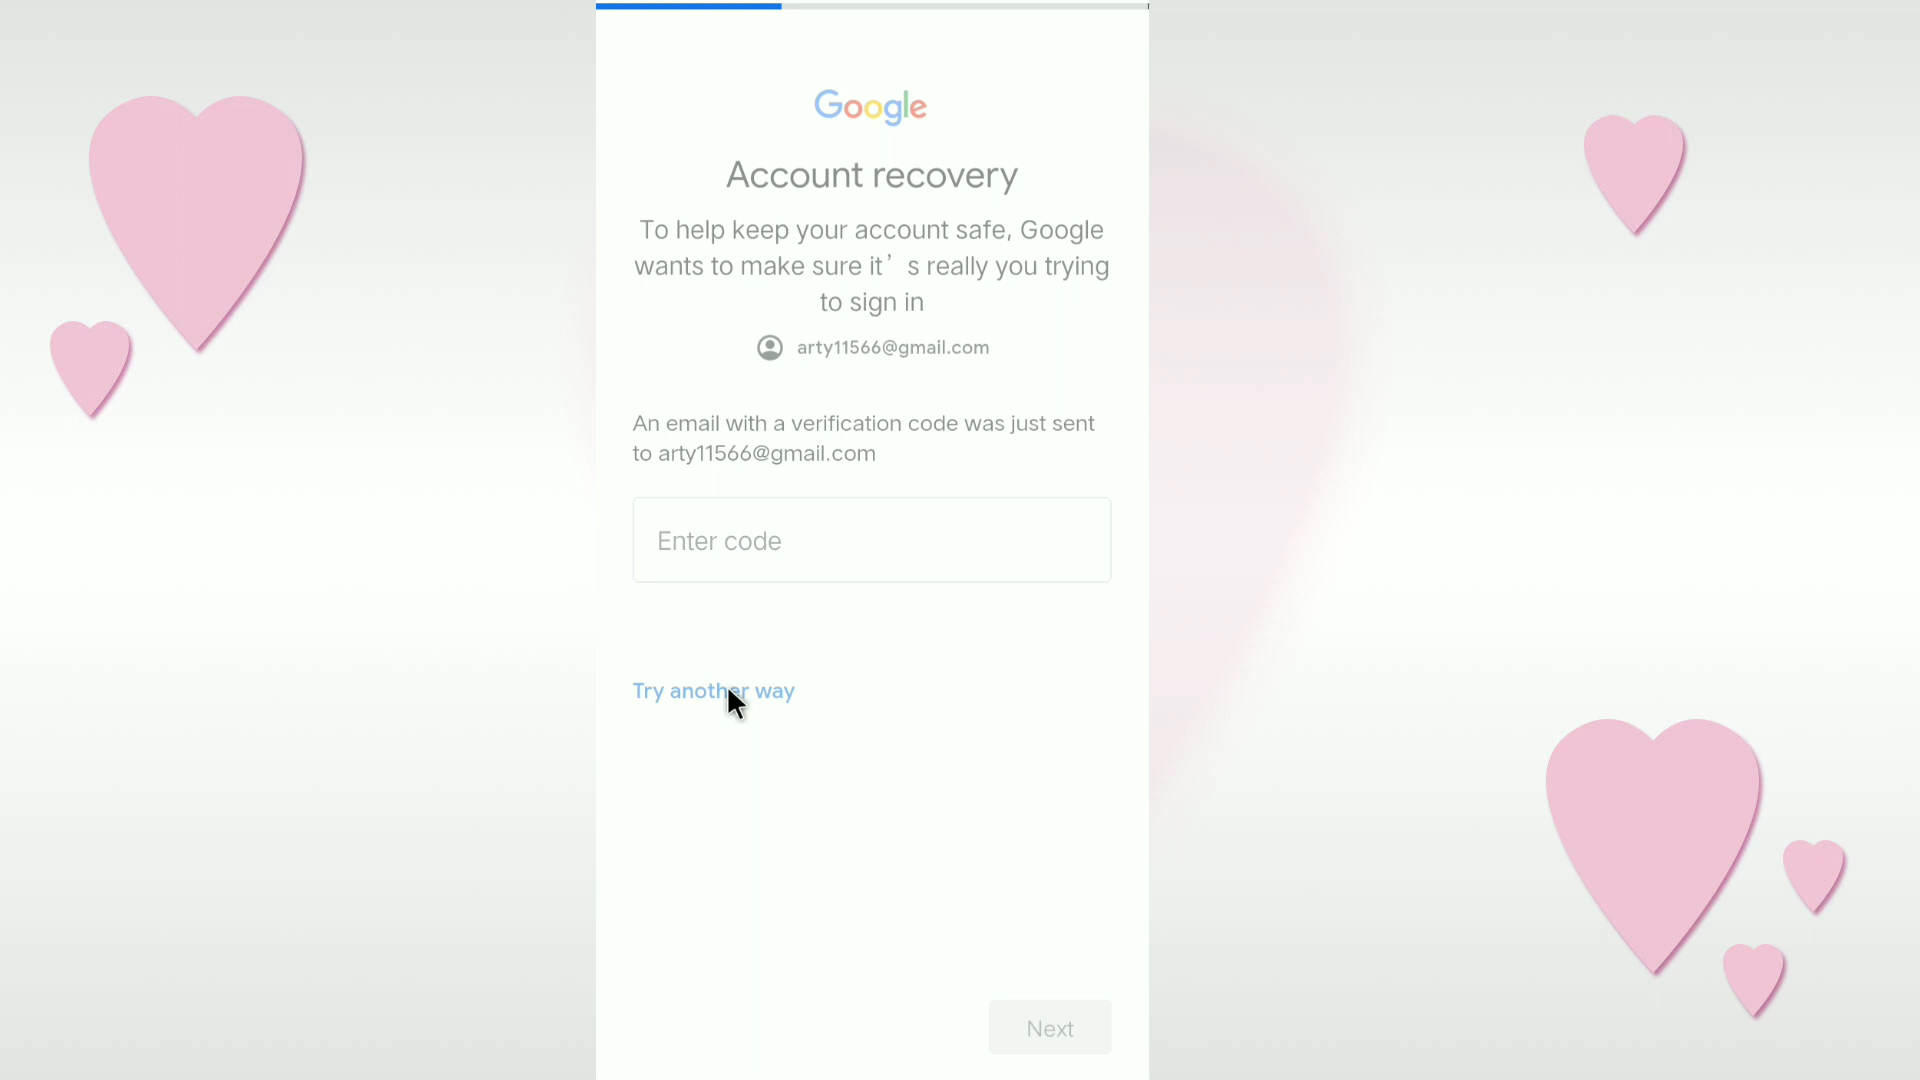 Google
Account recovery
To help keep your account safe, Google
wants to make sure it’s really you trying
to sign in
arty11566@gmail.com
An email with a verification code was just sent
to arty11566@gmail.com
Enter code
Try another way
Next